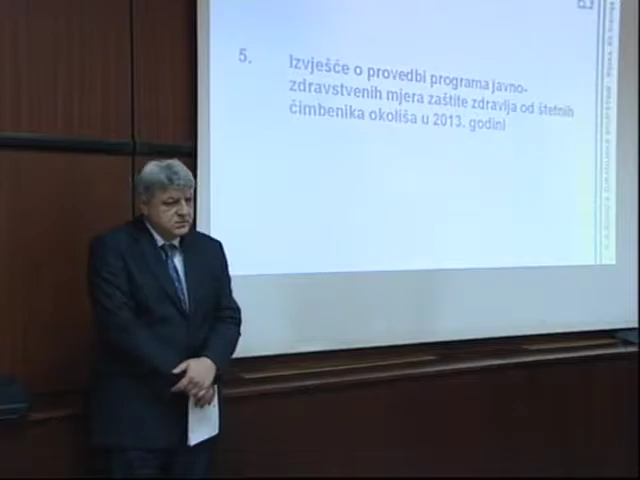 5. Izvješće o provedbi programa javno-
zdravstvenih mjera zaštite zdravlja od štetnih
čimbenika okoliša u 2013. godini